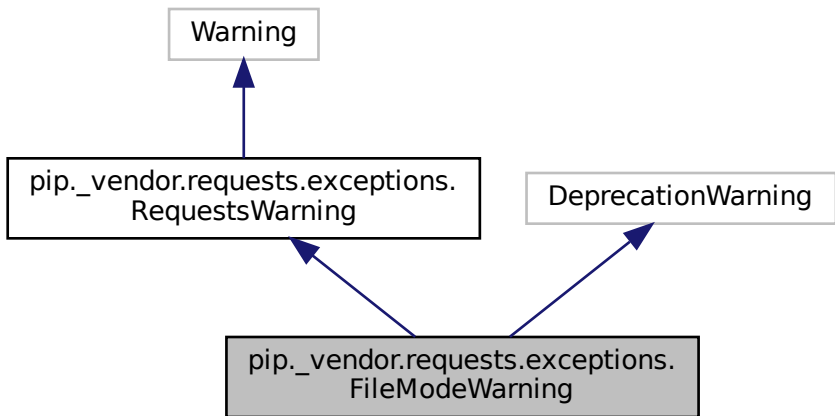 Warning
pip._vendor.requests.exceptions.
RequestsWarning
DeprecationWarning
pip._vendor.requests.exceptions.
FileModeWarning